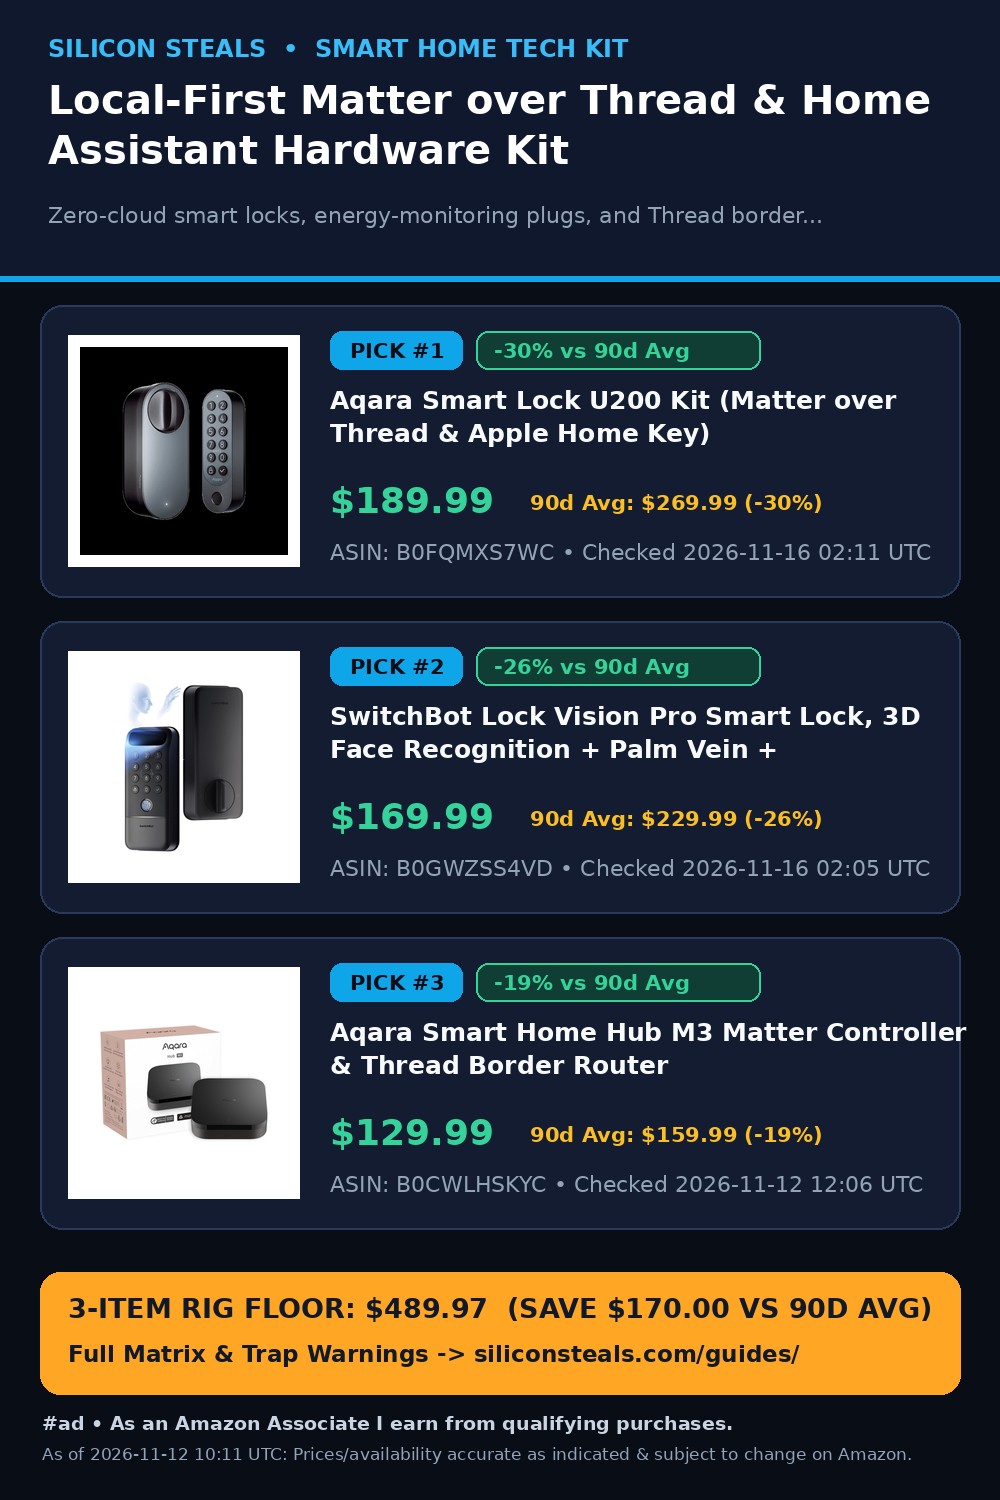 SILICON STEALS • SMART HOME TECH KIT
Local-First Matter over Thread & Home
Assistant Hardware Kit
Zero-cloud smart locks, energy-monitoring plugs, and Thread border...
PICK #1
-30% vs 90d Avg
Aqara Smart Lock U200 Kit (Matter over
Thread & Apple Home Key)
$189.99
90d Avg: $269.99 (-30%)
ASIN: B0FQMXS7WC • Checked 2026-11-16 02:11 UTC
PICK #2
-26% vs 90d Avg
SwitchBot Lock Vision Pro Smart Lock, 3D
Face Recognition + Palm Vein +
$169.99
90d Avg: $229.99 (-26%)
ASIN: B0GWZSS4VD • Checked 2026-11-16 02:05 UTC
Aqara
PICK #3
-19% vs 90d Avg
Aqara Smart Home Hub M3 Matter Controller
& Thread Border Router
$129.99
90d Avg: $159.99 (-19%)
ASIN: B0CWLHSKYC • Checked 2026-11-12 12:06 UTC
3-ITEM RIG FLOOR: $489.97 (SAVE $170.00 VS 90D AVG)
Full Matrix & Trap Warnings -> siliconsteals.com/guides/
#ad • As an Amazon Associate I earn from qualifying purchases.
As of 2026-11-12 10:11 UTC: Prices/availability accurate as indicated & subject to change on Amazon.